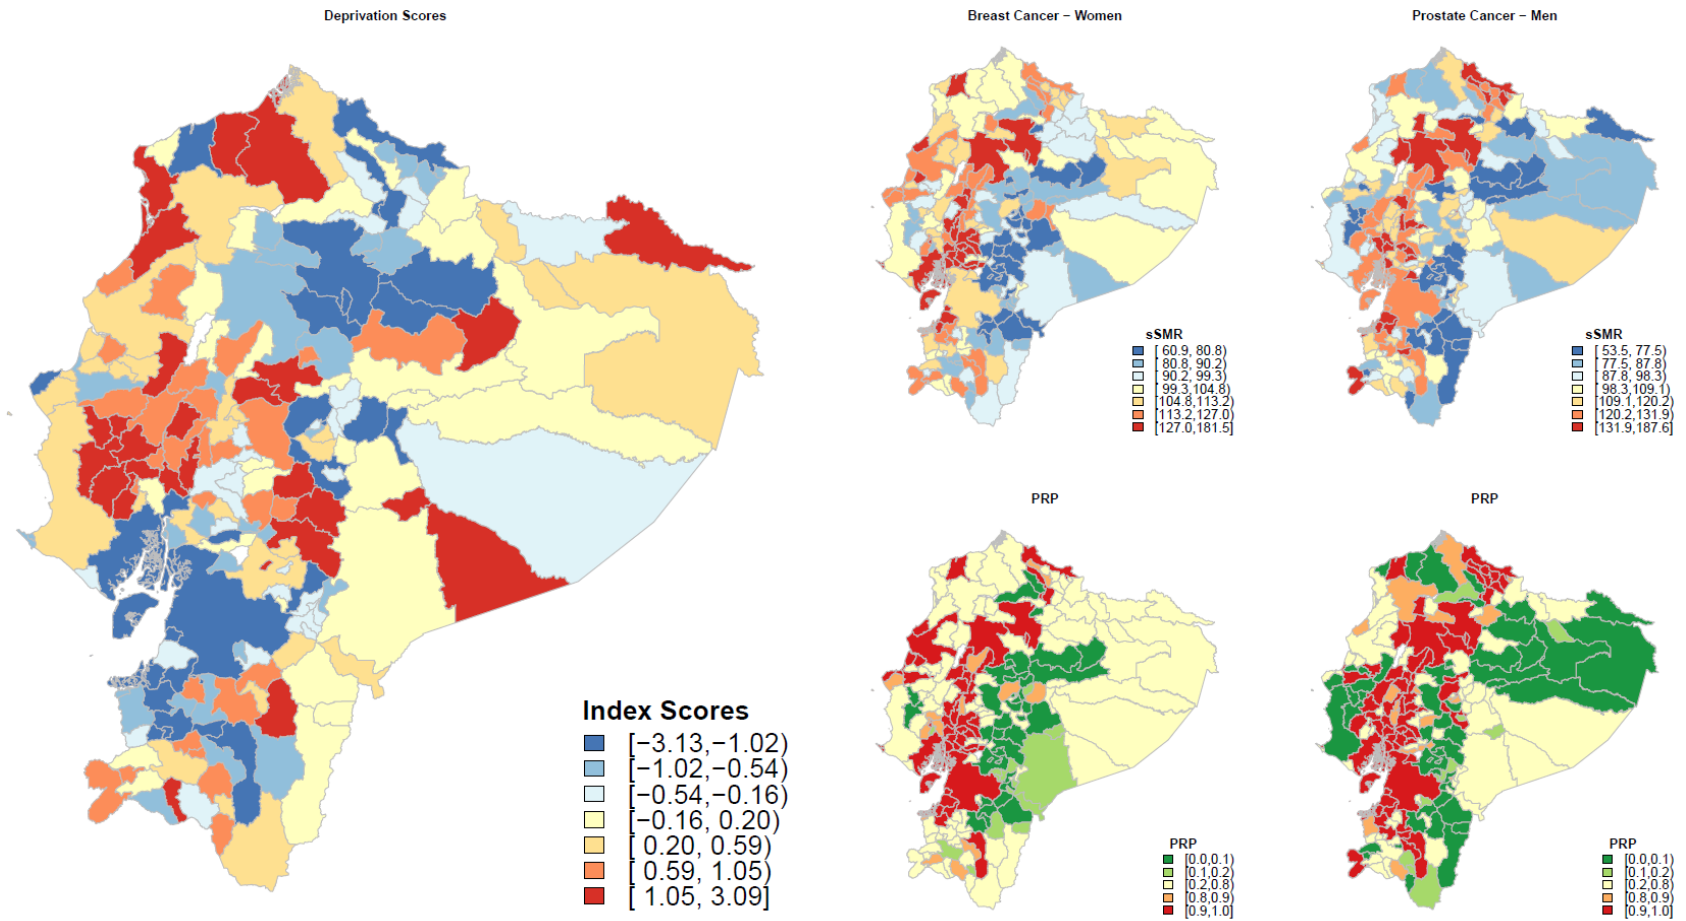 Deprivation Scores
Breast Cancer − Women
Prostate Cancer − Men
Index Scores
[−3.13,−1.02)
[−1.02,−0.54)
[−0.54,−0.16)
[−0.16, 0.20)
[ 0.20, 0.59)
[ 0.59, 1.05)
[ 1.05, 3.09]
sSMR
[ 60.9, 80.8)
[ 80.8, 90.2)
[ 90.2, 99.3)
[ 99.3,104.8)
[104.8,113.2)
[113.2,127.0)
[127.0,181.5]
sSMR
[ 53.5, 77.5)
[ 77.5, 87.8)
[ 87.8, 98.3)
[ 98.3,109.1)
[109.1,120.2)
[120.2,131.9)
[131.9,187.6]
PRP
PRP
PRP
[0.0,0.1)
[0.1,0.2)
[0.2,0.8)
[0.8,0.9)
[0.9,1.0]
PRP
[0.0,0.1)
[0.1,0.2)
[0.2,0.8)
[0.8,0.9)
[0.9,1.0]